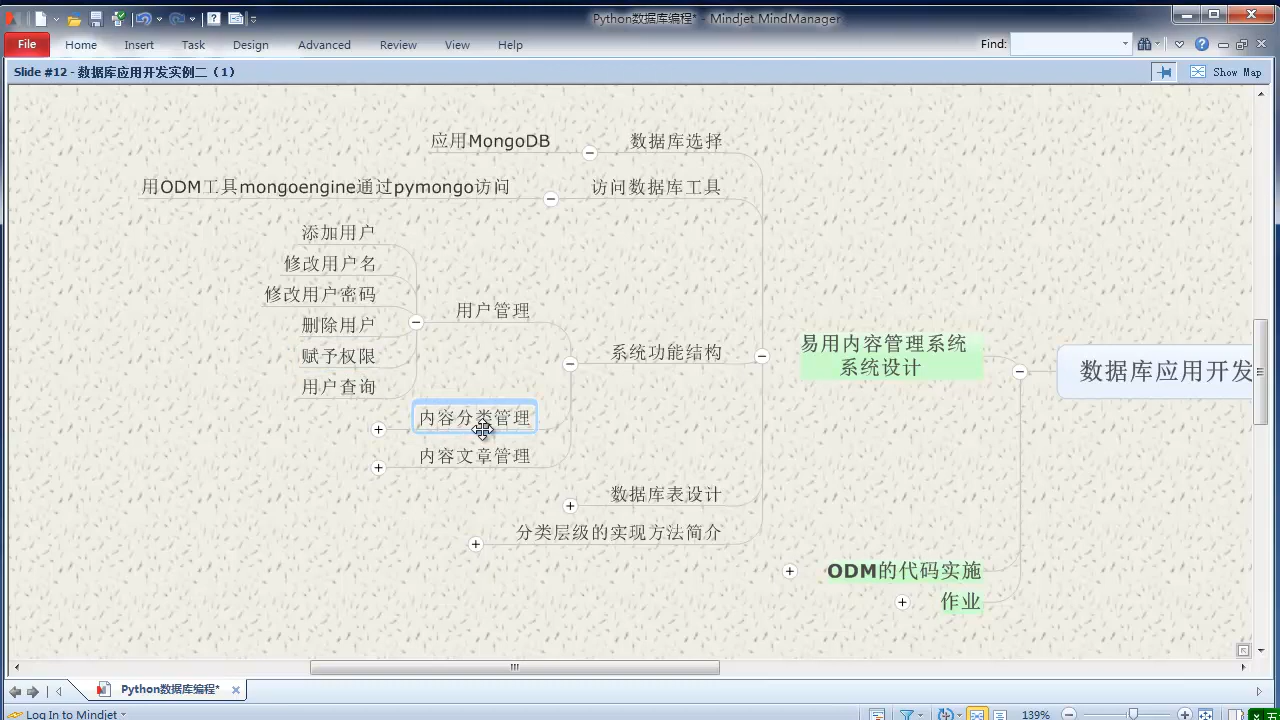 Python数据库编程* - Mindjet MindManager
File Home Insert Task Design Advanced Review View Help Find:
Slide #12 - 数据库应用开发实例二（1） Show Map
应用MongoDB 数据库选择
用ODM工具mongoengine通过pymongo访问 访问数据库工具
添加用户
修改用户名
修改用户密码
用户管理
删除用户
系统功能结构
易用内容管理系统
系统设计
赋予权限
数据库应用开发
用户查询
内容分类管理
内容文章管理
数据库表设计
分类层级的实现方法简介
ODM的代码实施
作业
Python数据库编程*
Log In to Mindjet 139%